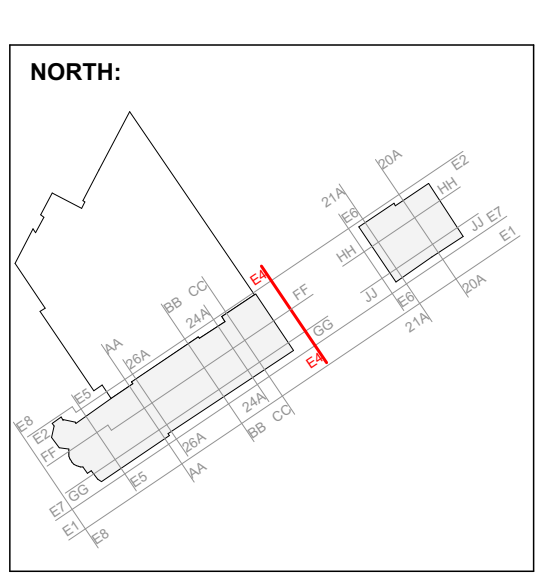 NORTH:
20A
E2
21A
HH
E6
E7
JJ
E1
HH
E4
CC
BB
FF
JJ
20A
E6
24A
GG
21A
AA
26A
E4
E5
E8
24A
CC
E2
BB
26A
FF
AA
GG
E5
E7
E1
E8